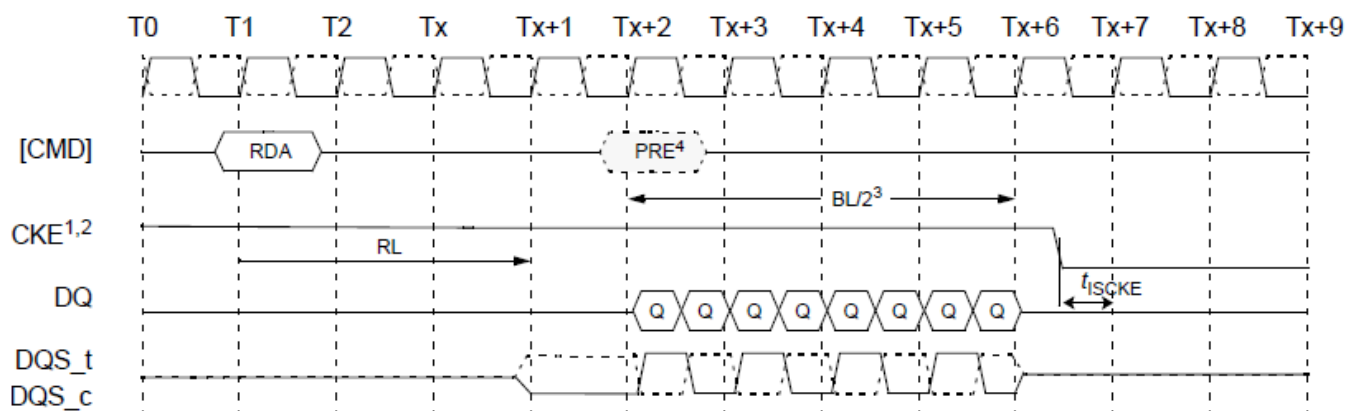 T0 T1 T2 Tx Tx+1 Tx+2 Tx+3 Tx+4 Tx+5 Tx+6 Tx+7 Tx+8 Tx+9
[CMD] RDA PRE⁴
BL/2³
CKE¹,²
RL
tISCKE
DQ Q Q Q Q Q Q Q Q
DQS_t
DQS_c